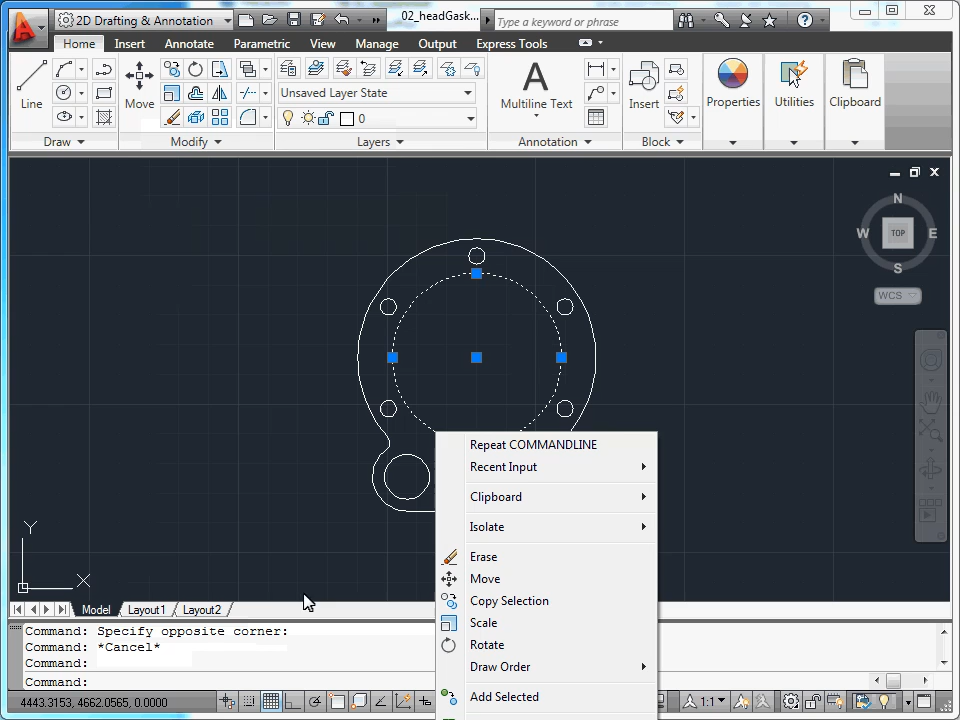 2D Drafting & Annotation
02_headGask...
Type a keyword or phrase
Home Insert Annotate Parametric View Manage Output Express Tools
Line
Move
Unsaved Layer State
0
Multiline Text
Insert
Properties
Utilities
Clipboard
Draw
Modify
Layers
Annotation
Block
N
W
TOP
E
S
WCS
Repeat COMMANDLINE
Recent Input
Clipboard
Isolate
Erase
Move
Copy Selection
Scale
Rotate
Draw Order
Add Selected
Y
X
Model Layout1 Layout2
Command: Specify opposite corner:
Command: *Cancel*
Command:
Command:
4443.3153, 4662.0565, 0.0000
1:1